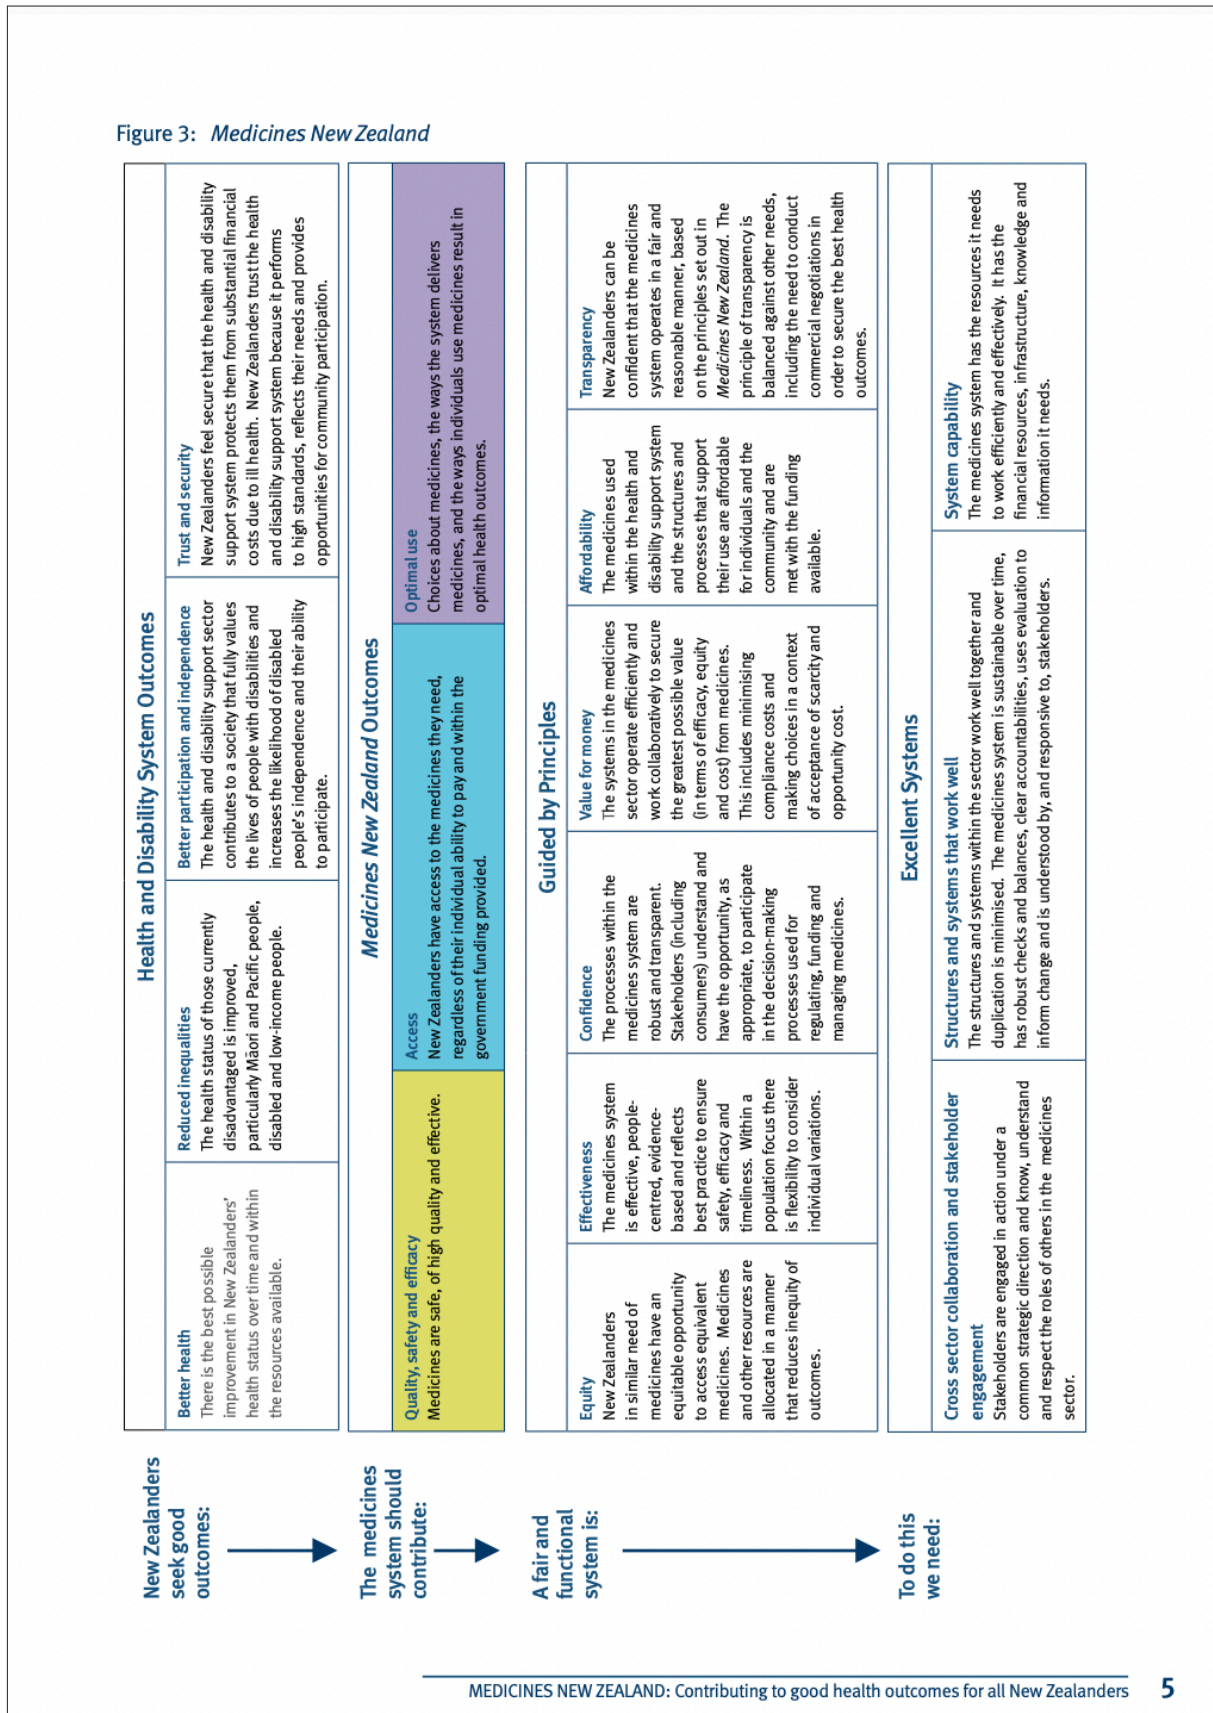 Figure 3: Medicines New Zealand
New Zealanders
seek good
outcomes:
Health and Disability System Outcomes
Better health
There is the best possible
improvement in New Zealanders’
health status over time and within
the resources available.
Reduced inequalities
The health status of those currently
disadvantaged is improved,
particularly Māori and Pacific people,
disabled and low-income people.
Better participation and independence
The health and disability support sector
contributes to a society that fully values
the lives of people with disabilities and
increases the likelihood of disabled
people’s independence and their ability
to participate.
Trust and security
New Zealanders feel secure that the health and disability
support system protects them from substantial financial
costs due to ill health. New Zealanders trust the health
and disability support system because it performs
to high standards, reflects their needs and provides
opportunities for community participation.
The medicines
system should
contribute:
Medicines New Zealand Outcomes
Quality, safety and efficacy
Medicines are safe, of high quality and effective.
Access
New Zealanders have access to the medicines they need,
regardless of their individual ability to pay and within the
government funding provided.
Optimal use
Choices about medicines, the ways the system delivers
medicines, and the ways individuals use medicines result in
optimal health outcomes.
A fair and
functional
system is:
Guided by Principles
Equity
New Zealanders
in similar need of
medicines have an
equitable opportunity
to access equivalent
medicines. Medicines
and other resources are
allocated in a manner
that reduces inequity of
outcomes.
Effectiveness
The medicines system
is effective, people-
centred, evidence-
based and reflects
best practice to ensure
safety, efficacy and
timeliness. Within a
population focus there
is flexibility to consider
individual variations.
Confidence
The processes within the
medicines system are
robust and transparent.
Stakeholders (including
consumers) understand and
have the opportunity, as
appropriate, to participate
in the decision-making
processes used for
regulating, funding and
managing medicines.
Value for money
The systems in the medicines
sector operate efficiently and
work collaboratively to secure
the greatest possible value
(in terms of efficacy, equity
and cost) from medicines.
This includes minimising
compliance costs and
making choices in a context
of acceptance of scarcity and
opportunity cost.
Affordability
The medicines used
within the health and
disability support system
and the structures and
processes that support
their use are affordable
for individuals and the
community and are
met with the funding
available.
Transparency
New Zealanders can be
confident that the medicines
system operates in a fair and
reasonable manner, based
on the principles set out in
Medicines New Zealand. The
principle of transparency is
balanced against other needs,
including the need to conduct
commercial negotiations in
order to secure the best health
outcomes.
To do this
we need:
Excellent Systems
Cross sector collaboration and stakeholder
engagement
Stakeholders are engaged in action under a
common strategic direction and know, understand
and respect the roles of others in the medicines
sector.
Structures and systems that work well
The structures and systems within the sector work well together and
duplication is minimised. The medicines system is sustainable over time,
has robust checks and balances, clear accountabilities, uses evaluation to
inform change and is understood by, and responsive to, stakeholders.
System capability
The medicines system has the resources it needs
to work efficiently and effectively. It has the
financial resources, infrastructure, knowledge and
information it needs.
MEDICINES NEW ZEALAND: Contributing to good health outcomes for all New Zealanders 5